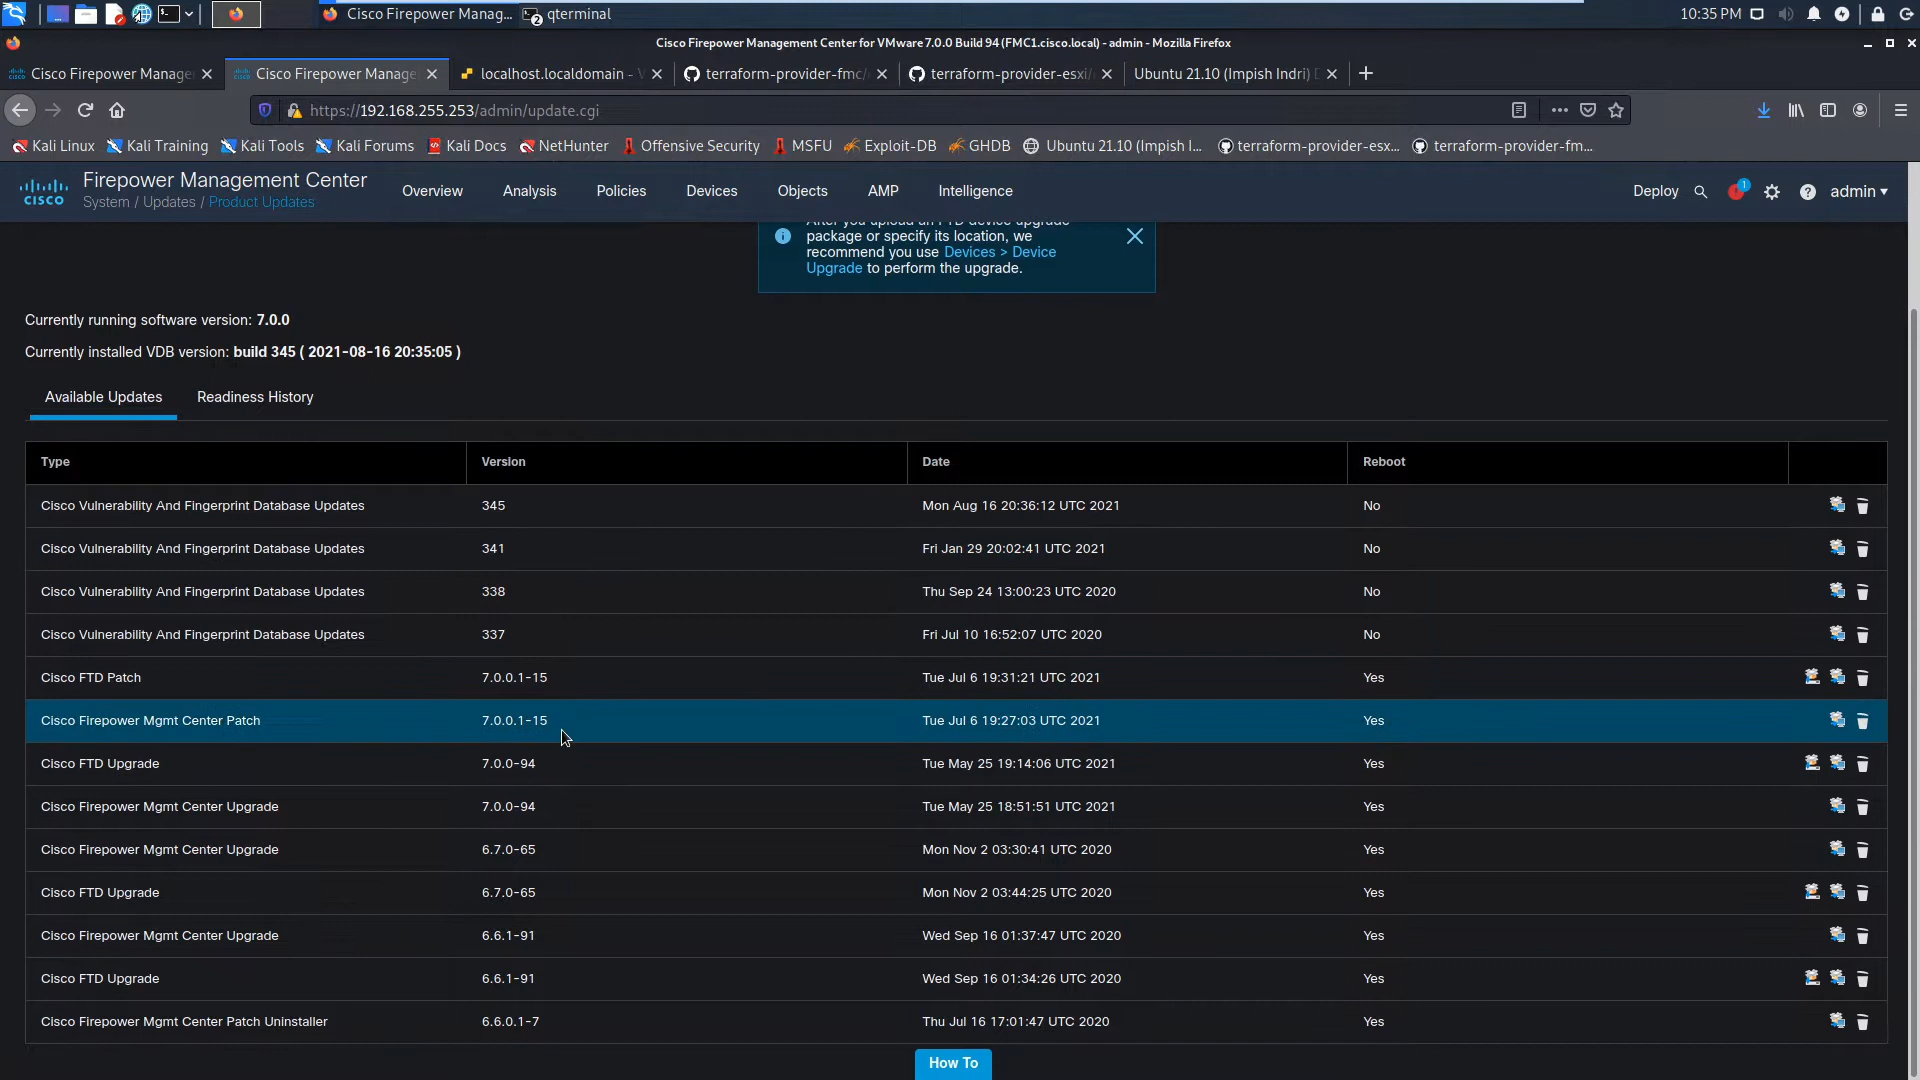 Cisco Firepower Manag...
2
qterminal
10:35 PM
Cisco Firepower Management Center for VMware 7.0.0 Build 94 (FMC1.cisco.local) - admin - Mozilla Firefox
Cisco Firepower Manage
Cisco Firepower Manage
localhost.localdomain -
terraform-provider-fmc/
terraform-provider-esxi/
Ubuntu 21.10 (Impish Indri)
https://192.168.255.253/admin/update.cgi
Kali Linux
Kali Training
Kali Tools
Kali Forums
Kali Docs
NetHunter
Offensive Security
MSFU
Exploit-DB
GHDB
Ubuntu 21.10 (Impish I...
terraform-provider-esx...
terraform-provider-fm...
cisco
Firepower Management Center
System / Updates / Product Updates
Overview
Analysis
Policies
Devices
Objects
AMP
Intelligence
Deploy
1
admin
After you upload an FTD device upgrade
package or specify its location, we
recommend you use Devices > Device
Upgrade to perform the upgrade.
Currently running software version: 7.0.0
Currently installed VDB version: build 345 ( 2021-08-16 20:35:05 )
Available Updates
Readiness History
Type Version Date Reboot
Cisco Vulnerability And Fingerprint Database Updates 345 Mon Aug 16 20:36:12 UTC 2021 No
Cisco Vulnerability And Fingerprint Database Updates 341 Fri Jan 29 20:02:41 UTC 2021 No
Cisco Vulnerability And Fingerprint Database Updates 338 Thu Sep 24 13:00:23 UTC 2020 No
Cisco Vulnerability And Fingerprint Database Updates 337 Fri Jul 10 16:52:07 UTC 2020 No
Cisco FTD Patch 7.0.0.1-15 Tue Jul 6 19:31:21 UTC 2021 Yes
Cisco Firepower Mgmt Center Patch 7.0.0.1-15 Tue Jul 6 19:27:03 UTC 2021 Yes
Cisco FTD Upgrade 7.0.0-94 Tue May 25 19:14:06 UTC 2021 Yes
Cisco Firepower Mgmt Center Upgrade 7.0.0-94 Tue May 25 18:51:51 UTC 2021 Yes
Cisco Firepower Mgmt Center Upgrade 6.7.0-65 Mon Nov 2 03:30:41 UTC 2020 Yes
Cisco FTD Upgrade 6.7.0-65 Mon Nov 2 03:44:25 UTC 2020 Yes
Cisco Firepower Mgmt Center Upgrade 6.6.1-91 Wed Sep 16 01:37:47 UTC 2020 Yes
Cisco FTD Upgrade 6.6.1-91 Wed Sep 16 01:34:26 UTC 2020 Yes
Cisco Firepower Mgmt Center Patch Uninstaller 6.6.0.1-7 Thu Jul 16 17:01:47 UTC 2020 Yes
How To